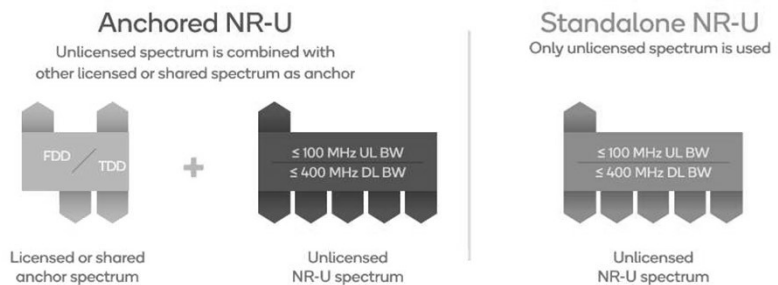 Anchored NR-U
Unlicensed spectrum is combined with
other licensed or shared spectrum as anchor
FDD
TDD
≤ 100 MHz UL BW
≤ 400 MHz DL BW
Licensed or shared
anchor spectrum
Unlicensed
NR-U spectrum
Standalone NR-U
Only unlicensed spectrum is used
≤ 100 MHz UL BW
≤ 400 MHz DL BW
Unlicensed
NR-U spectrum